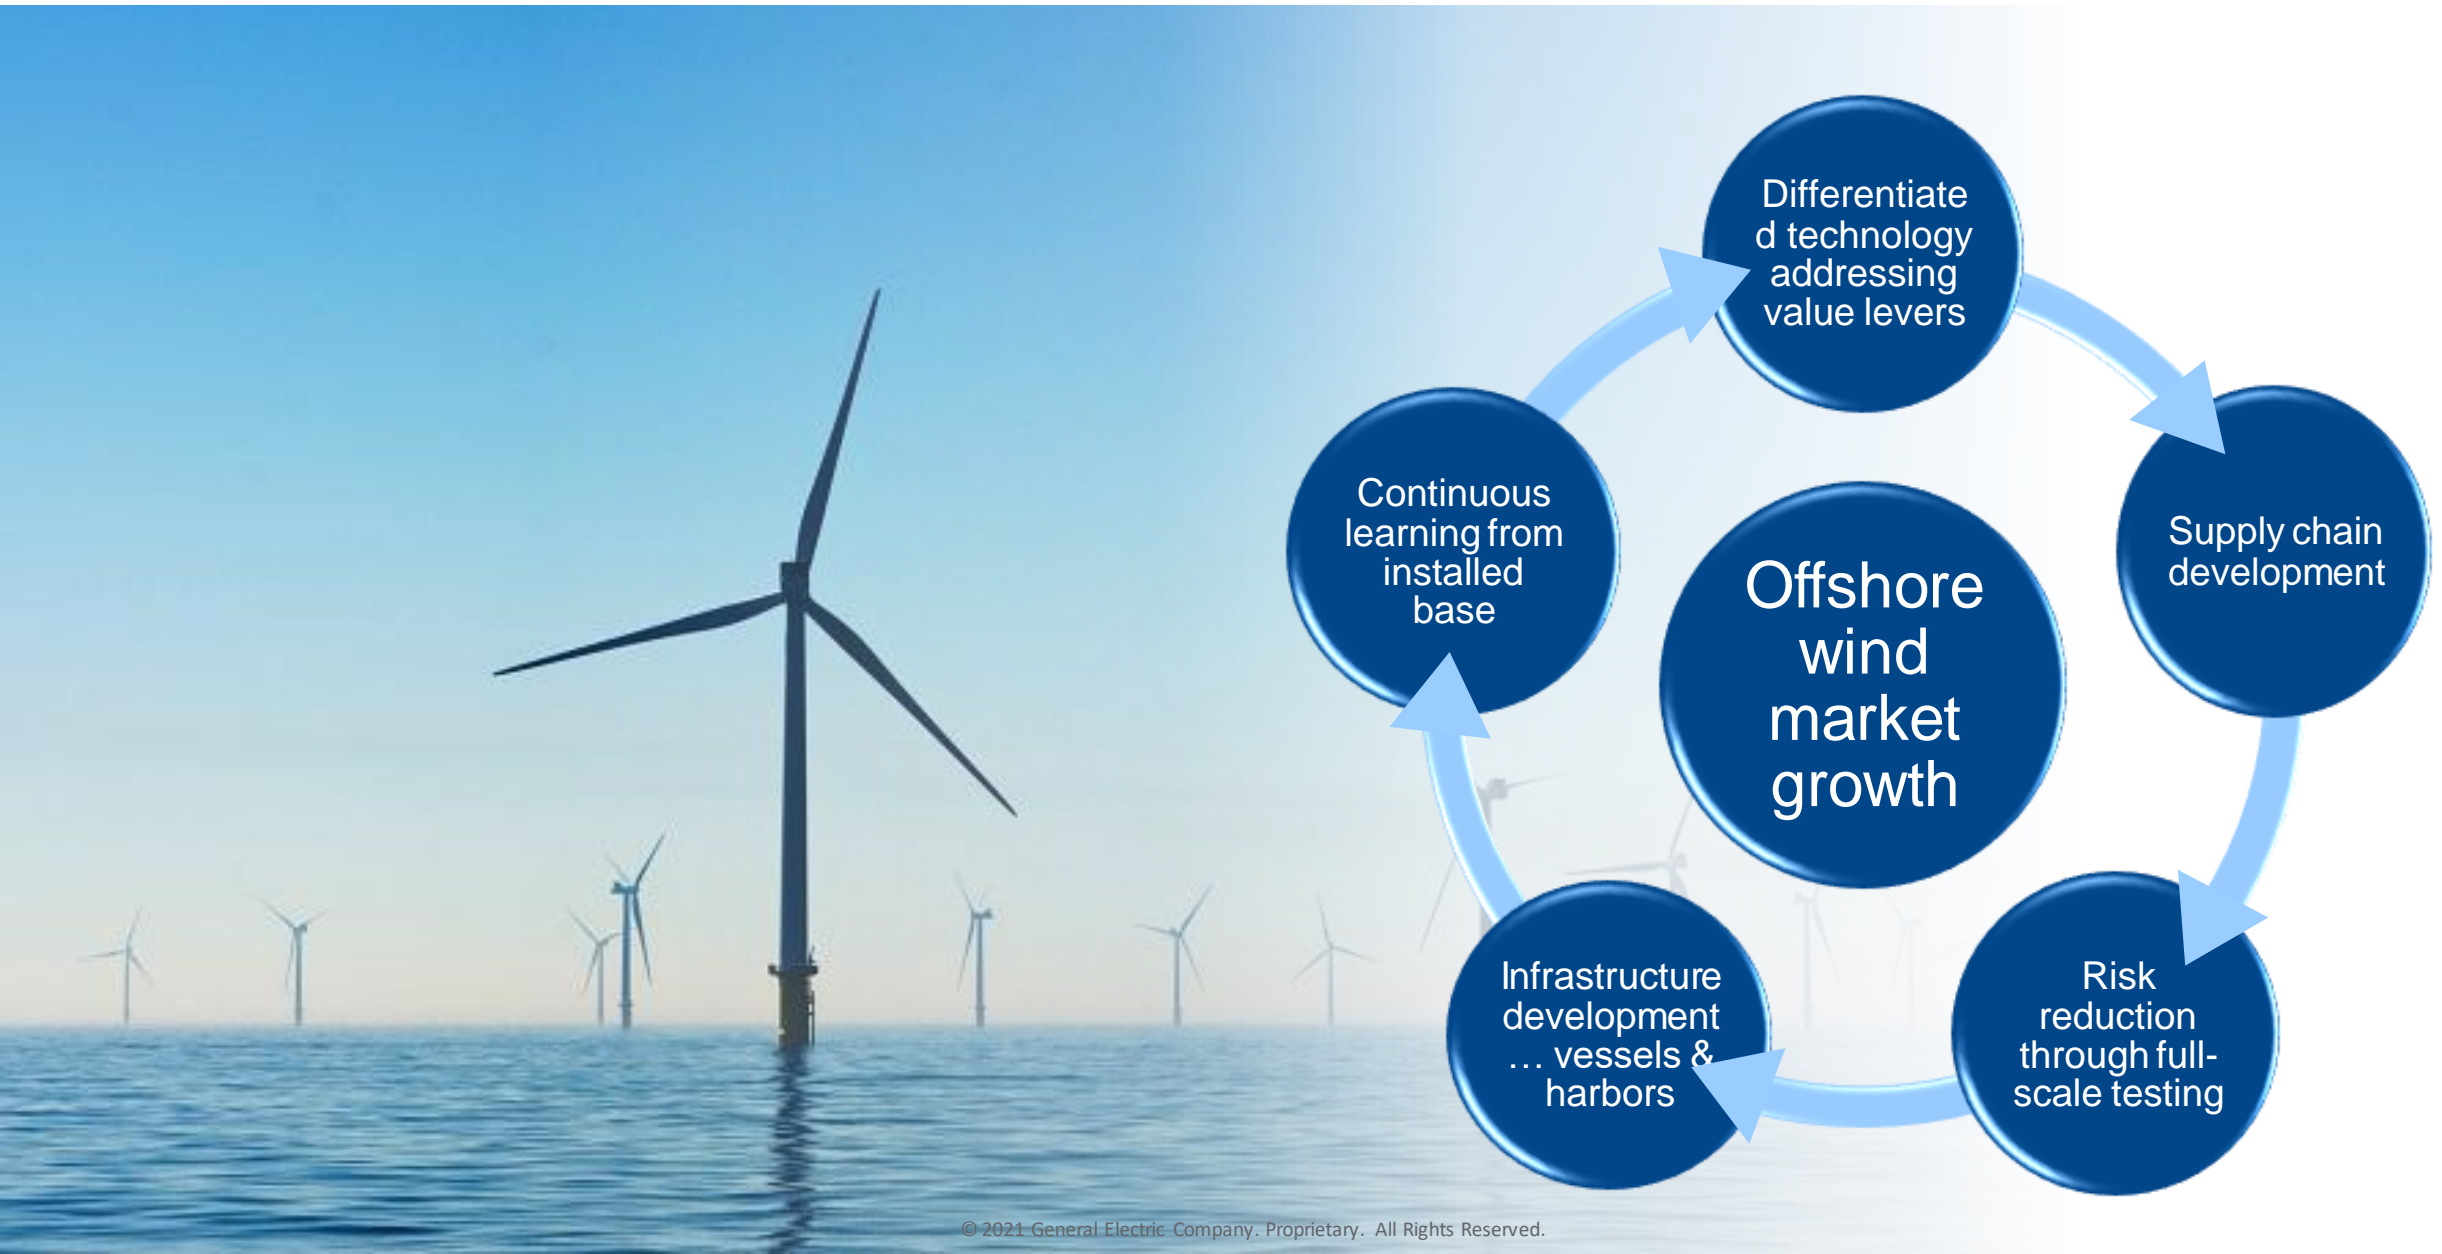 Differentiate
d technology
addressing
value levers
Continuous
learning from
installed
base
Supply chain
development
Offshore
wind
market
growth
Infrastructure
development
… vessels &
harbors
Risk
reduction
through full-
scale testing
© 2021 General Electric Company. Proprietary. All Rights Reserved.